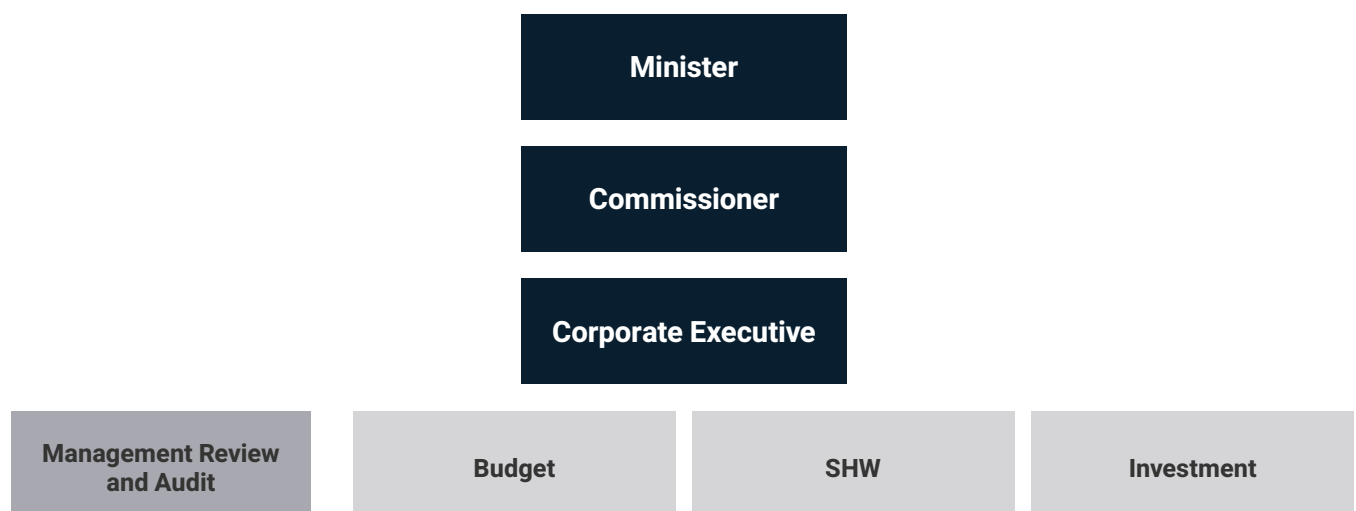 Minister
Commissioner
Corporate Executive
Management Review
and Audit
Budget
SHW
Investment